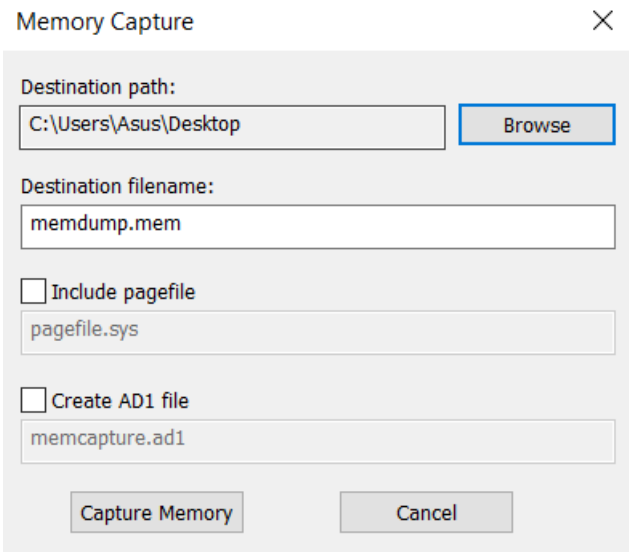 Memory Capture
Destination path:
C:\Users\Asus\Desktop
Browse
Destination filename:
memdump.mem
Include pagefile
pagefile.sys
Create AD1 file
memcapture.ad1
Capture Memory
Cancel